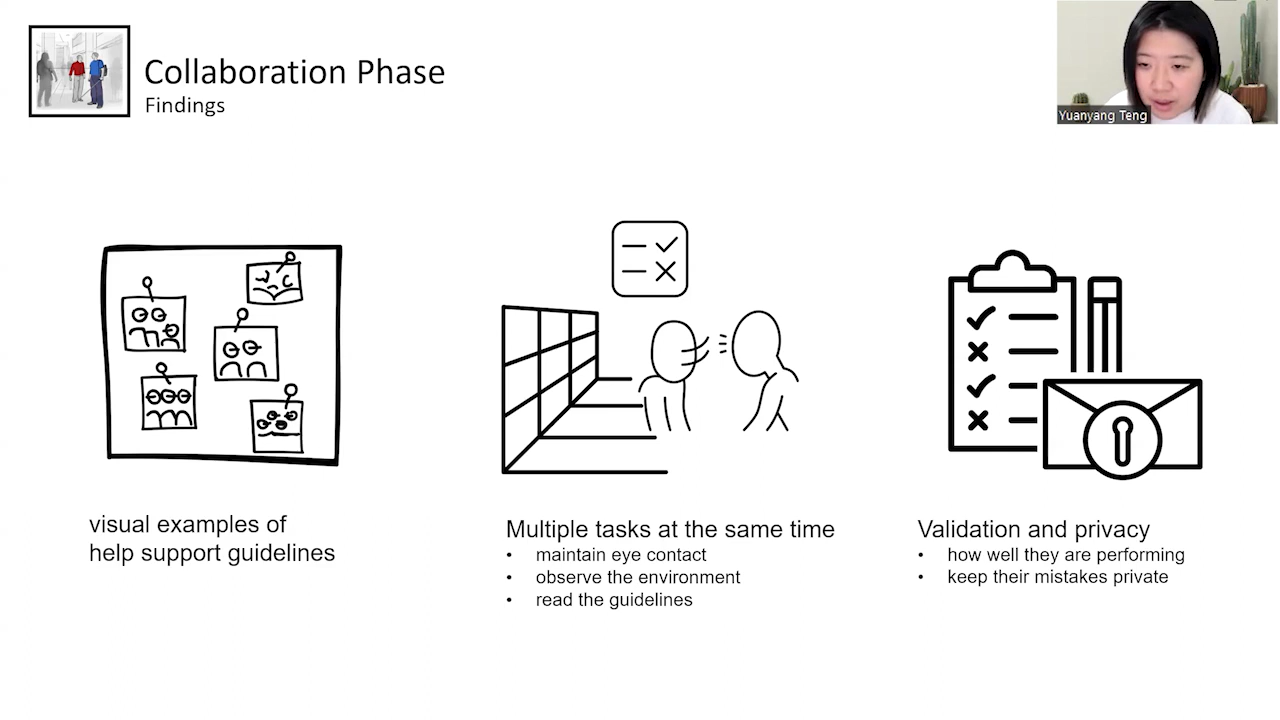 Collaboration Phase
Findings
Yuanyang Teng
visual examples of
help support guidelines
Multiple tasks at the same time
• maintain eye contact
• observe the environment
• read the guidelines
Validation and privacy
• how well they are performing
• keep their mistakes private